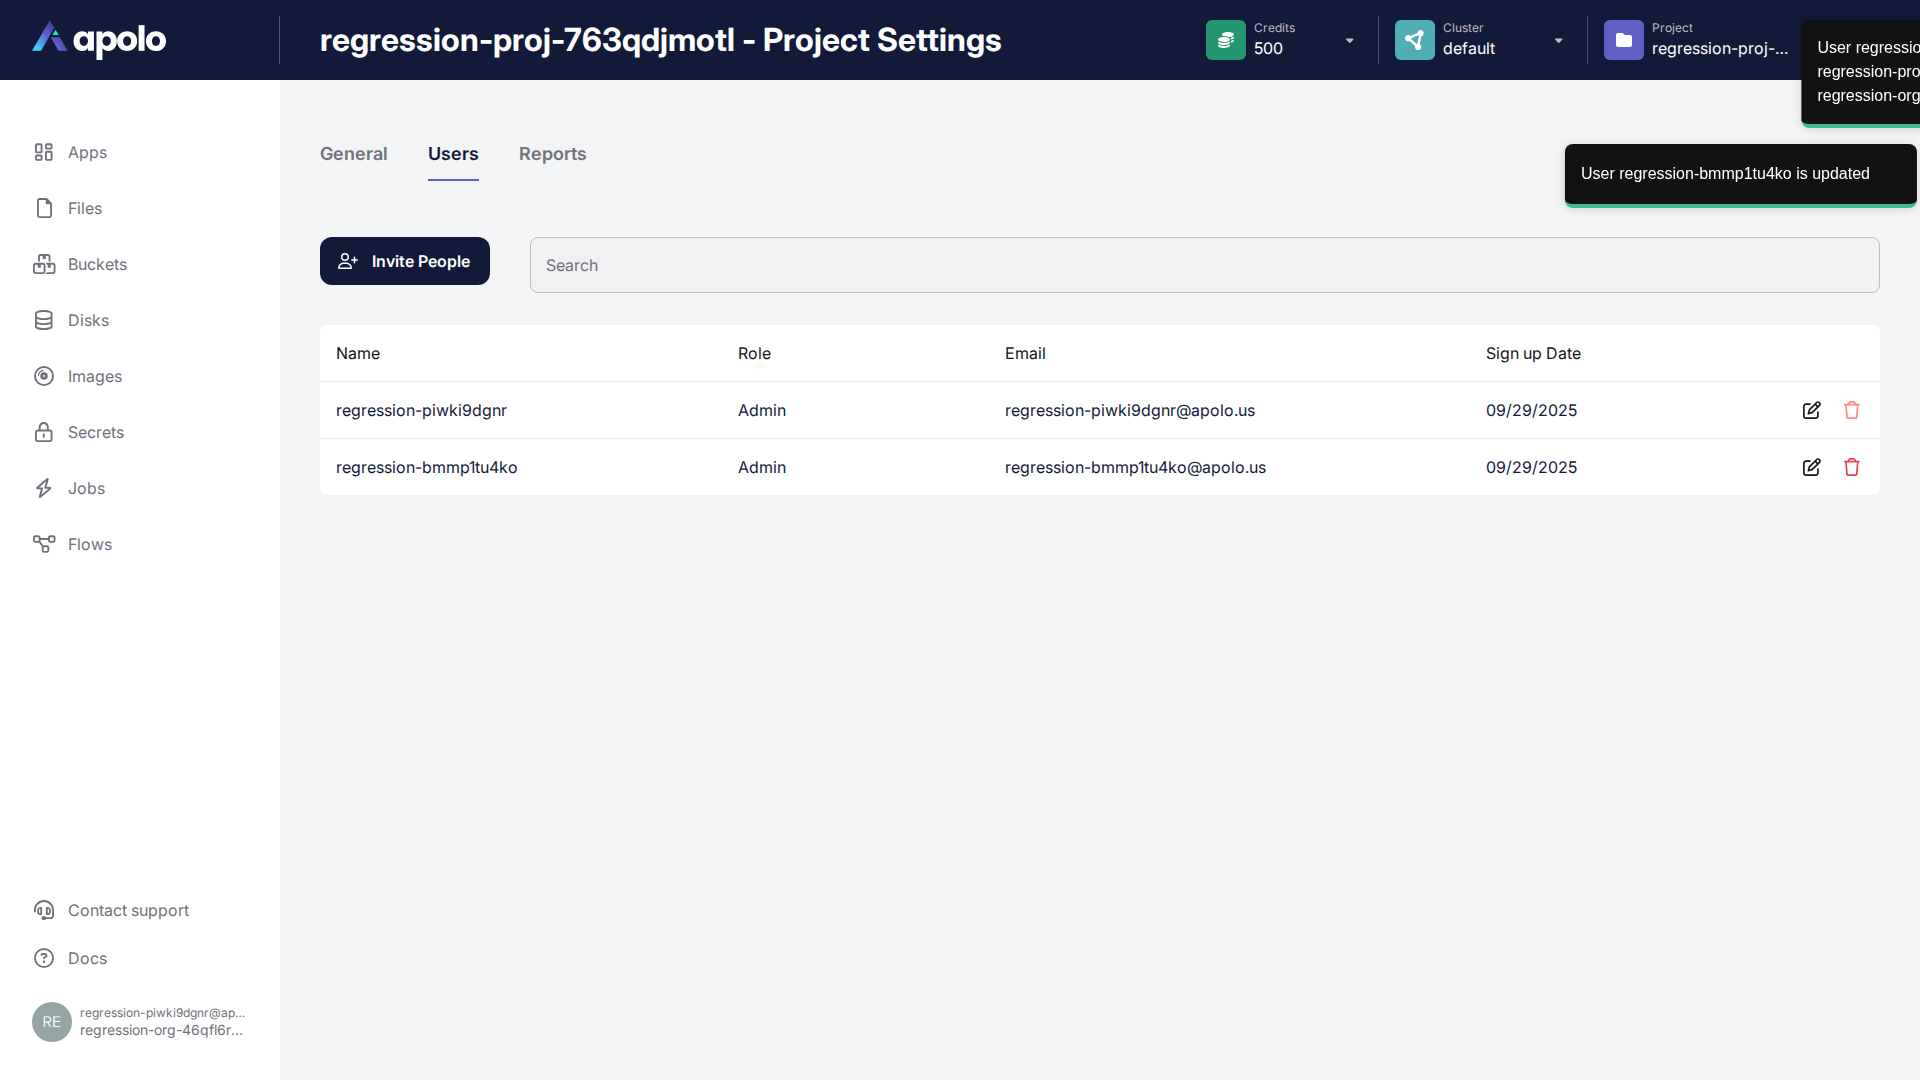 apolo
regression-proj-763qdjmotl - Project Settings
Credits
500
Cluster
default
Project
regression-proj-...
User regressio
regression-pro
regression-org
User regression-bmmp1tu4ko is updated
Apps
Files
Buckets
Disks
Images
Secrets
Jobs
Flows
General Users Reports
Invite People
Search
Name Role Email Sign up Date
regression-piwki9dgnr Admin regression-piwki9dgnr@apolo.us 09/29/2025
regression-bmmp1tu4ko Admin regression-bmmp1tu4ko@apolo.us 09/29/2025
Contact support
Docs
RE
regression-piwki9dgnr@ap...
regression-org-46qfl6r...